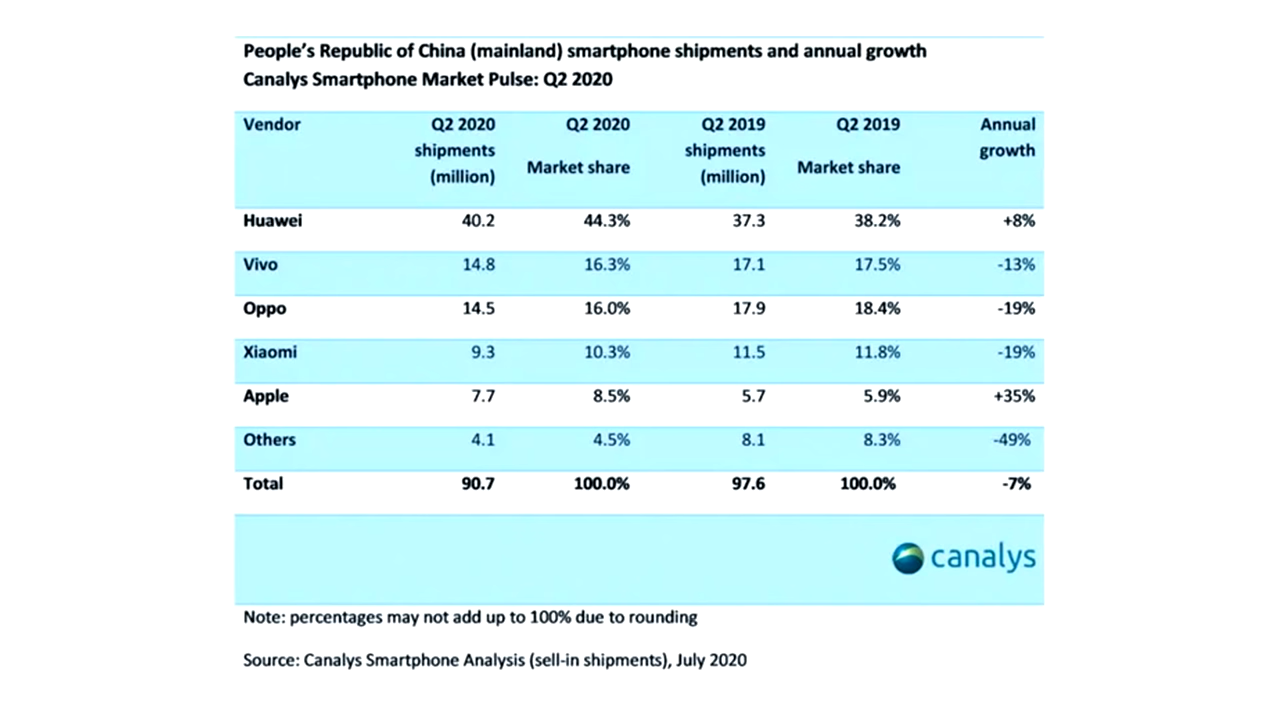 People’s Republic of China (mainland) smartphone shipments and annual growth
Canalys Smartphone Market Pulse: Q2 2020
Vendor Q2 2020 shipments (million) Q2 2020 Market share Q2 2019 shipments (million) Q2 2019 Market share Annual growth
Huawei 40.2 44.3% 37.3 38.2% +8%
Vivo 14.8 16.3% 17.1 17.5% -13%
Oppo 14.5 16.0% 17.9 18.4% -19%
Xiaomi 9.3 10.3% 11.5 11.8% -19%
Apple 7.7 8.5% 5.7 5.9% +35%
Others 4.1 4.5% 8.1 8.3% -49%
Total 90.7 100.0% 97.6 100.0% -7%
canalys
Note: percentages may not add up to 100% due to rounding
Source: Canalys Smartphone Analysis (sell-in shipments), July 2020